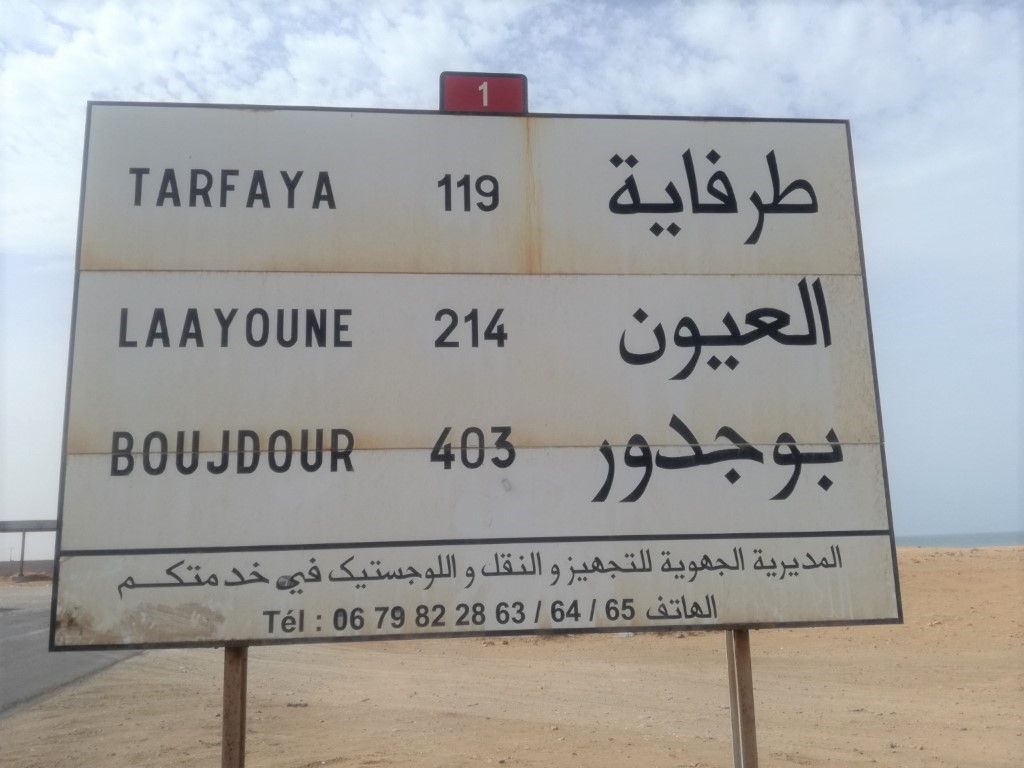 1
TARFAYA 119 طرفاية
LAAYOUNE 214 العيون
BOUJDOUR 403 بوجدور
المديرية الجهوية للتجهيز و النقل و اللوجستيك في خدمتكم
Tél : 06 79 82 28 63 / 64 / 65 الهاتف